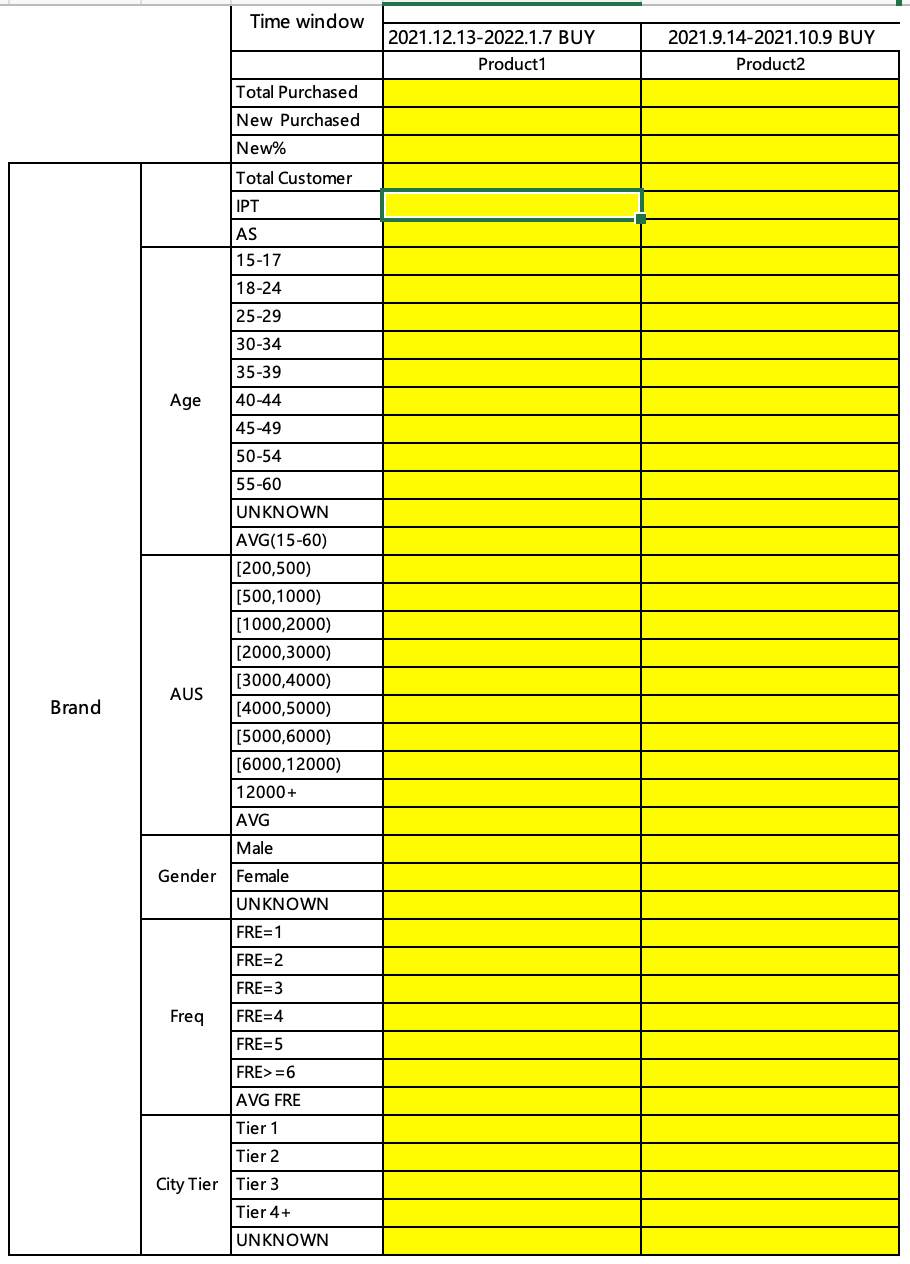 Time window
2021.12.13-2022.1.7 BUY 2021.9.14-2021.10.9 BUY
Product1 Product2
Total Purchased
New Purchased
New%
Total Customer
IPT
AS
15-17
18-24
25-29
30-34
35-39
Age 40-44
45-49
50-54
55-60
UNKNOWN
AVG(15-60)
[200,500)
[500,1000)
[1000,2000)
[2000,3000)
AUS [3000,4000)
Brand [4000,5000)
[5000,6000)
[6000,12000)
12000+
AVG
Male
Gender Female
UNKNOWN
FRE=1
FRE=2
FRE=3
Freq FRE=4
FRE=5
FRE>=6
AVG FRE
Tier 1
Tier 2
City Tier Tier 3
Tier 4+
UNKNOWN